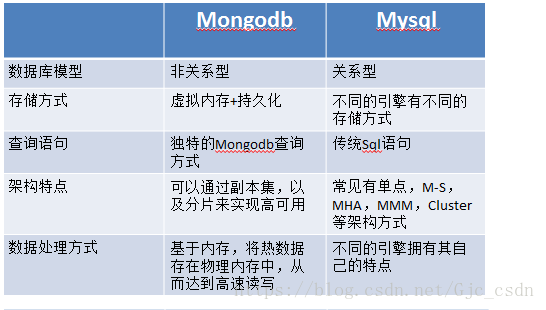 Mongodb Mysql
数据库模型 非关系型 关系型
存储方式 虚拟内存+持久化 不同的引擎有不同的
存储方式
查询语句 独特的Mongodb查询 传统Sql语句
方式
架构特点 可以通过副本集，以 常见有单点，M-S，
及分片来实现高可用 MHA，MMM，Cluster
等架构方式
数据处理方式 基于内存，将热数据 不同的引擎拥有其自
存在物理内存中，从 己的特点
而达到高速读写
https://blog.csdn.net/Gjc_csdn